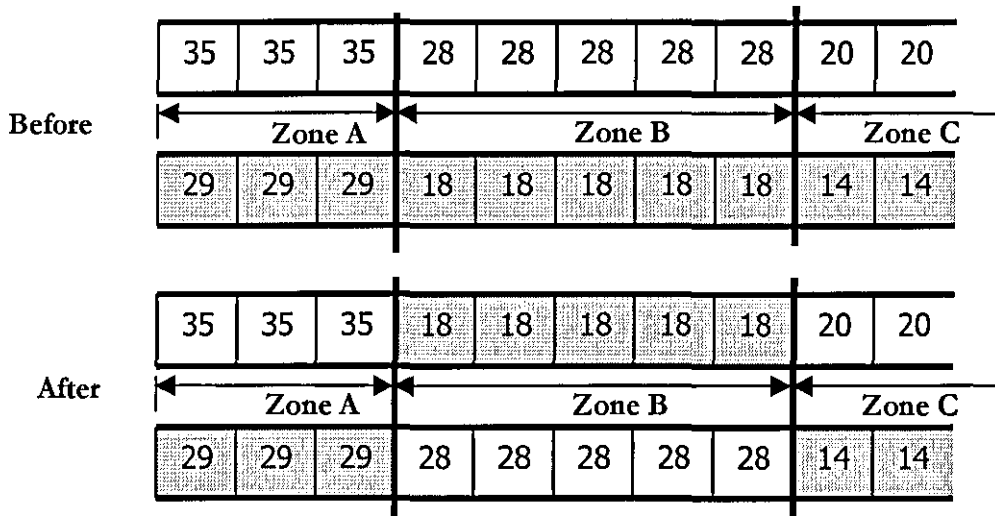 35 35 35 28 28 28 28 28 20 20
Before
Zone A Zone B Zone C
29 29 29 18 18 18 18 18 14 14
35 35 35 18 18 18 18 18 20 20
After
Zone A Zone B Zone C
29 29 29 28 28 28 28 28 14 14